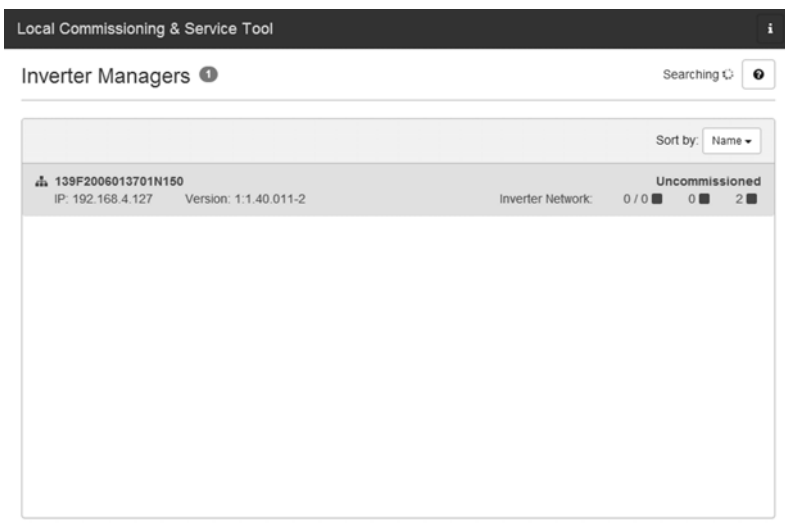 Local Commissioning & Service Tool i
Inverter Managers 1 Searching ?
Sort by: Name
139F2006013701N150 Uncommissioned
IP: 192.168.4.127 Version: 1:1.40.011-2 Inverter Network: 0 / 0 0 2